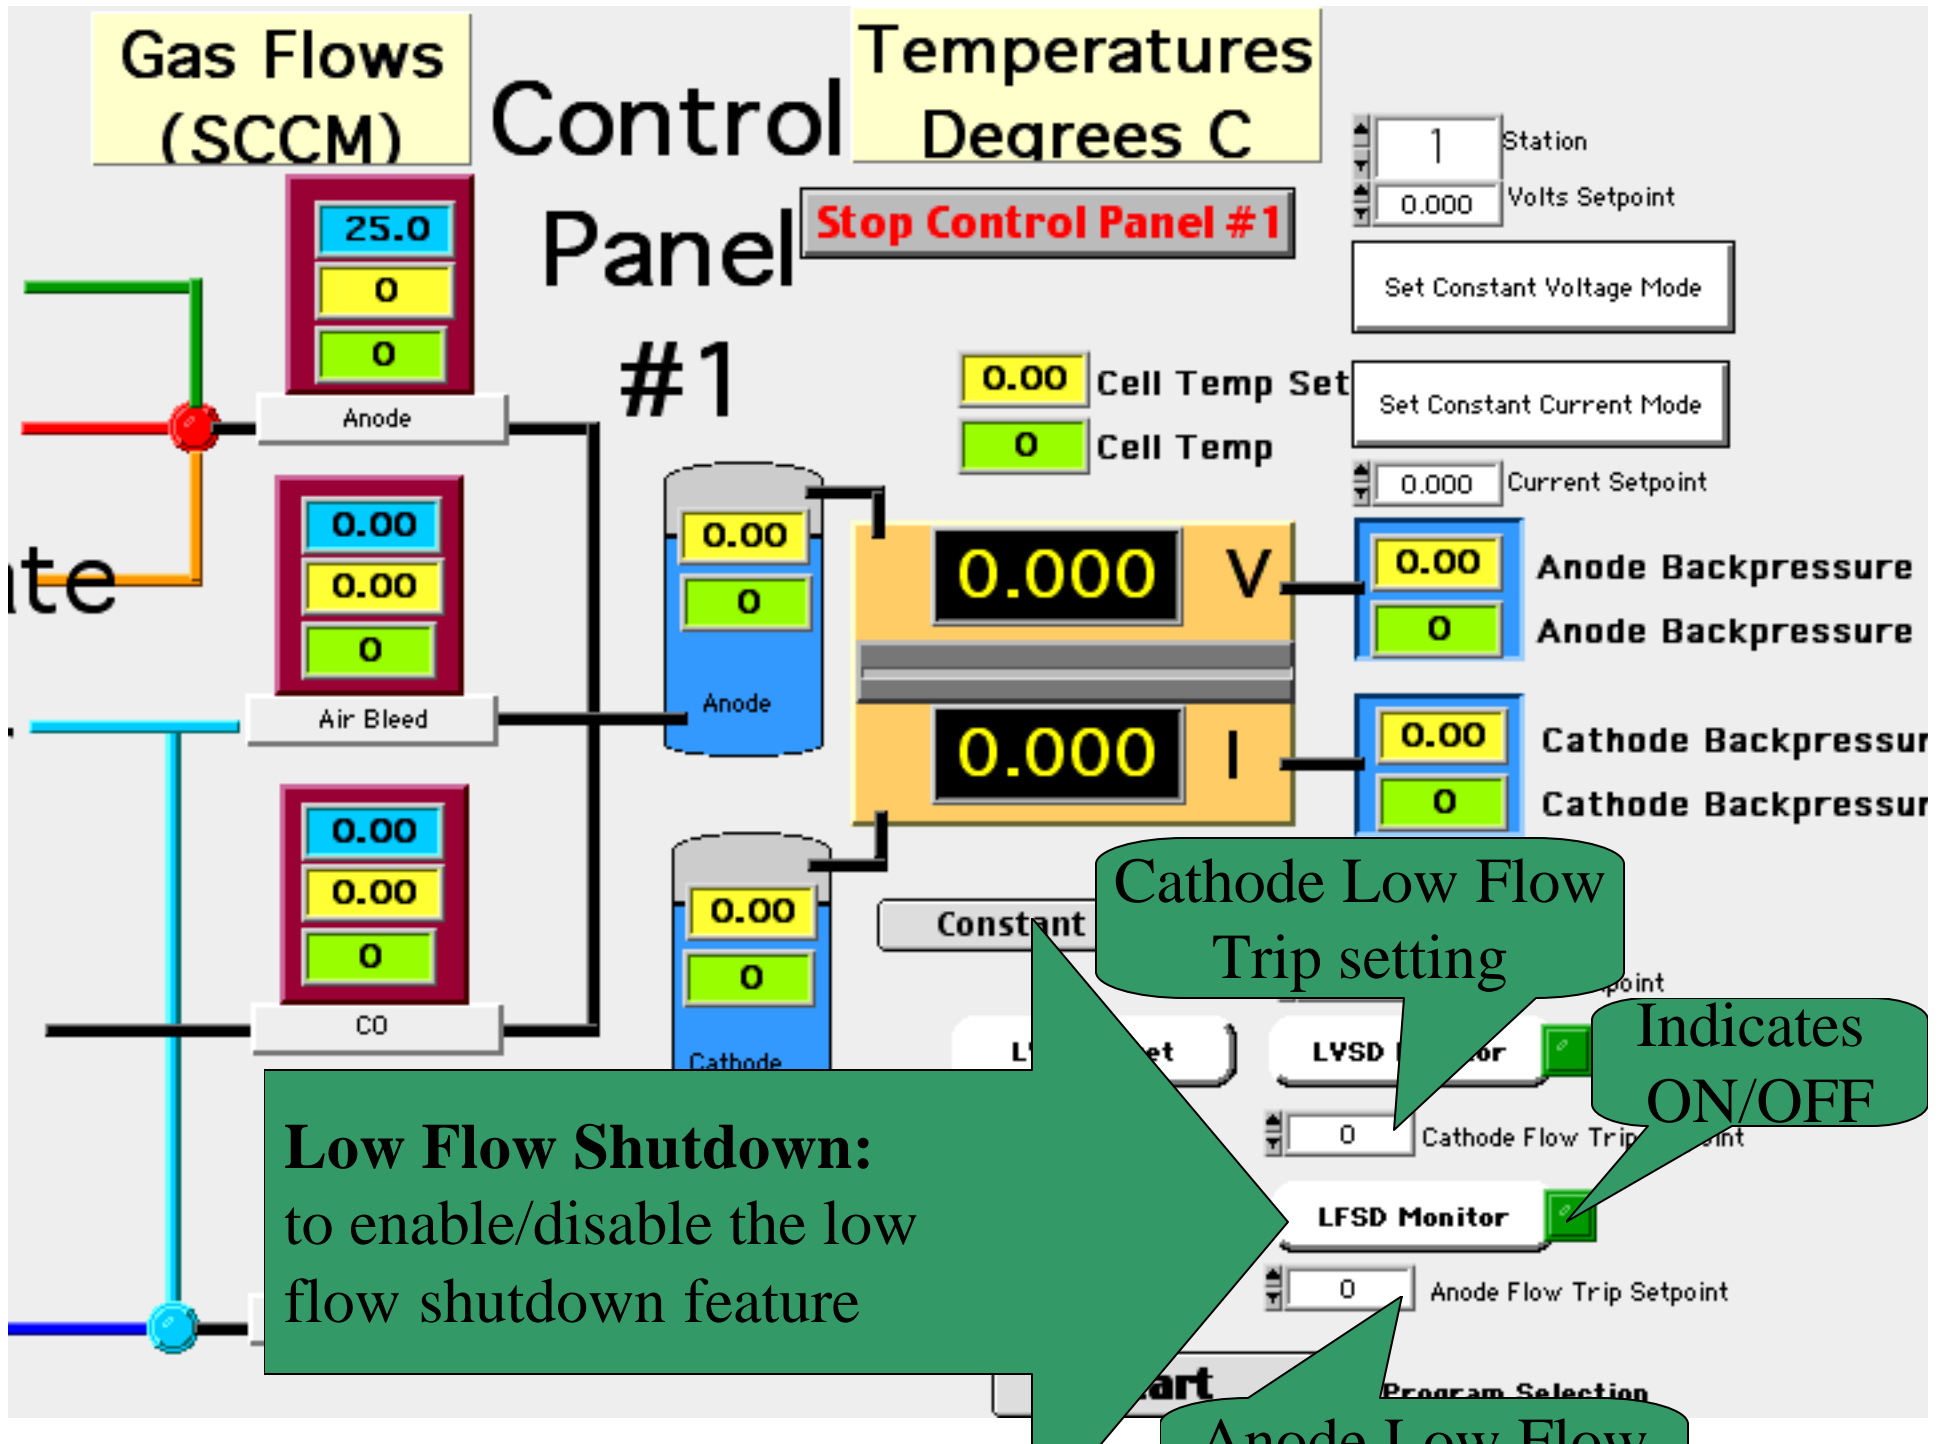 Gas Flows
(SCCM)
Control
Panel
#1
Temperatures
Degrees C
Stop Control Panel #1
1 Station
0.000 Volts Setpoint
Set Constant Voltage Mode
Set Constant Current Mode
0.000 Current Setpoint
25.0
0
0
Anode
0.00 Cell Temp Set
0 Cell Temp
0.00
0.00
0
Air Bleed
0.00
0
Anode
0.000 V
0.000 I
0.00 Anode Backpressure
0 Anode Backpressure
0.00 Cathode Backpressur
0 Cathode Backpressur
0.00
0.00
0
CO
0.00
0
Cathode
Constant
Cathode Low Flow
Trip setting
Indicates
ON/OFF
LVSD
0 Cathode Flow Trip
LFSD Monitor
0 Anode Flow Trip Setpoint
Low Flow Shutdown:
to enable/disable the low
flow shutdown feature
Program Selection
Anode Low Flow